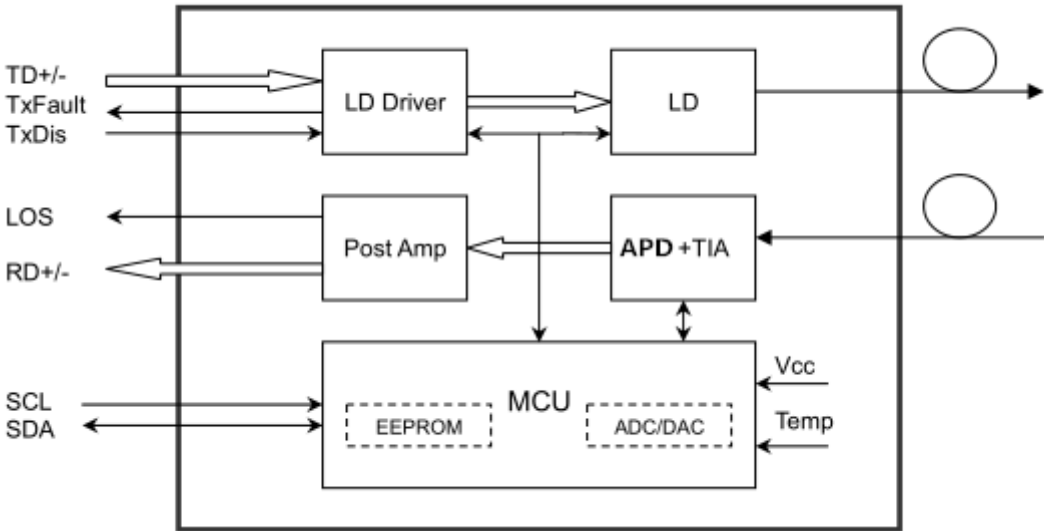 TD+/-
TxFault
TxDis
LD Driver
LD
LOS
RD+/-
Post Amp
APD +TIA
SCL
SDA
MCU
EEPROM
ADC/DAC
Vcc
Temp